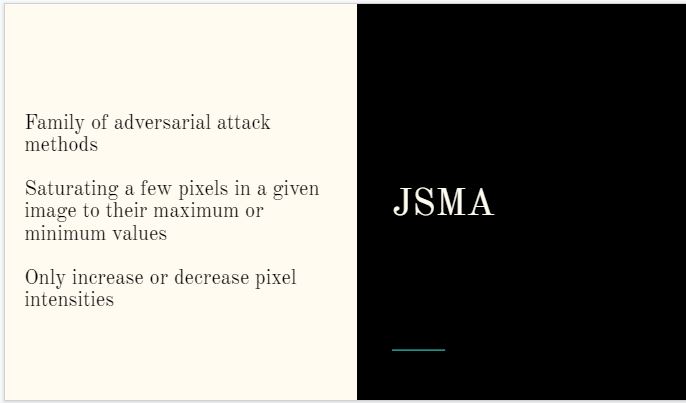 Family of adversarial attack
methods
Saturating a few pixels in a given
image to their maximum or
minimum values
Only increase or decrease pixel
intensities
JSMA